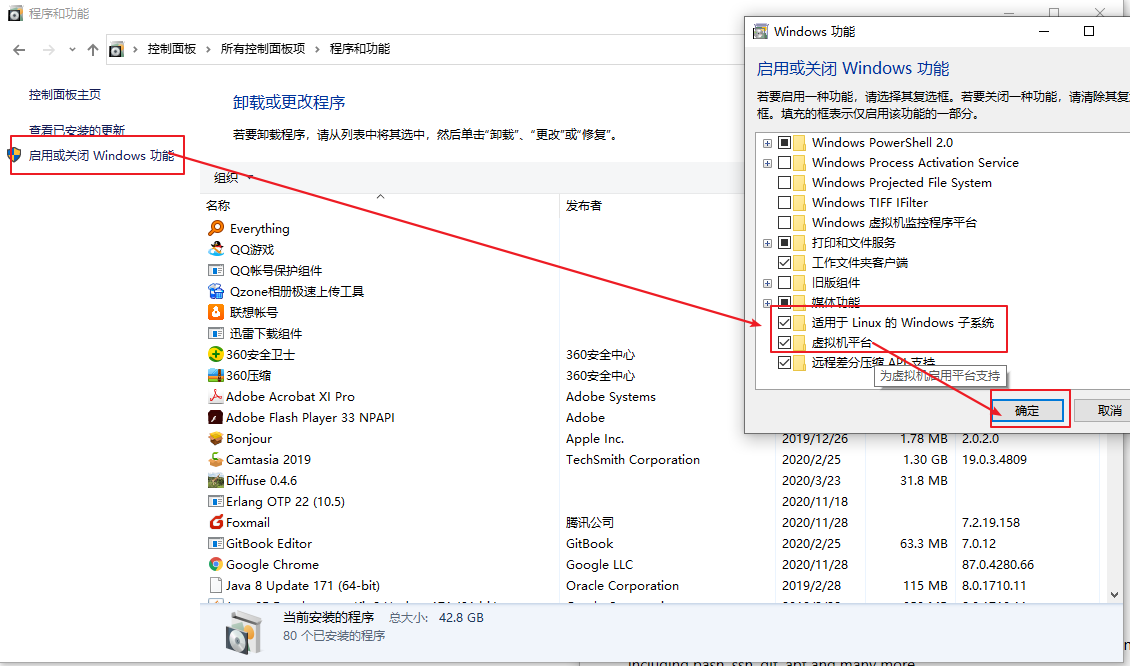 程序和功能
控制面板 › 所有控制面板项 › 程序和功能
控制面板主页
查看已安装的更新
启用或关闭 Windows 功能
卸载或更改程序
若要卸载程序，请从列表中将其选中，然后单击“卸载”、“更改”或“修复”。
组织
名称 发布者
Everything
QQ游戏
QQ帐号保护组件
Qzone相册极速上传工具
联想帐号
迅雷下载组件
360安全卫士 360安全中心
360压缩 360安全中心
Adobe Acrobat XI Pro Adobe Systems
Adobe Flash Player 33 NPAPI Adobe
Bonjour Apple Inc. 2019/12/26 1.78 MB 2.0.2.0
Camtasia 2019 TechSmith Corporation 2020/2/25 1.30 GB 19.0.3.4809
Diffuse 0.4.6 2020/3/23 31.8 MB
Erlang OTP 22 (10.5) 2020/11/18
Foxmail 腾讯公司 2020/11/28 7.2.19.158
GitBook Editor GitBook 2020/2/25 63.3 MB 7.0.12
Google Chrome Google LLC 2020/11/28 87.0.4280.66
Java 8 Update 171 (64-bit) Oracle Corporation 2019/2/28 115 MB 8.0.1710.11
当前安装的程序 总大小: 42.8 GB
80 个已安装的程序
Windows 功能
启用或关闭 Windows 功能
若要启用一种功能，请选择其复选框。若要关闭一种功能，请清除其复
框。填充的框表示仅启用该功能的一部分。
Windows PowerShell 2.0
Windows Process Activation Service
Windows Projected File System
Windows TIFF IFilter
Windows 虚拟机监控程序平台
打印和文件服务
工作文件夹客户端
旧版组件
媒体功能
适用于 Linux 的 Windows 子系统
虚拟机平台
远程差分压缩 API 支持
为虚拟机启用平台支持
确定 取消
including bash, ssh, git, apt and many more